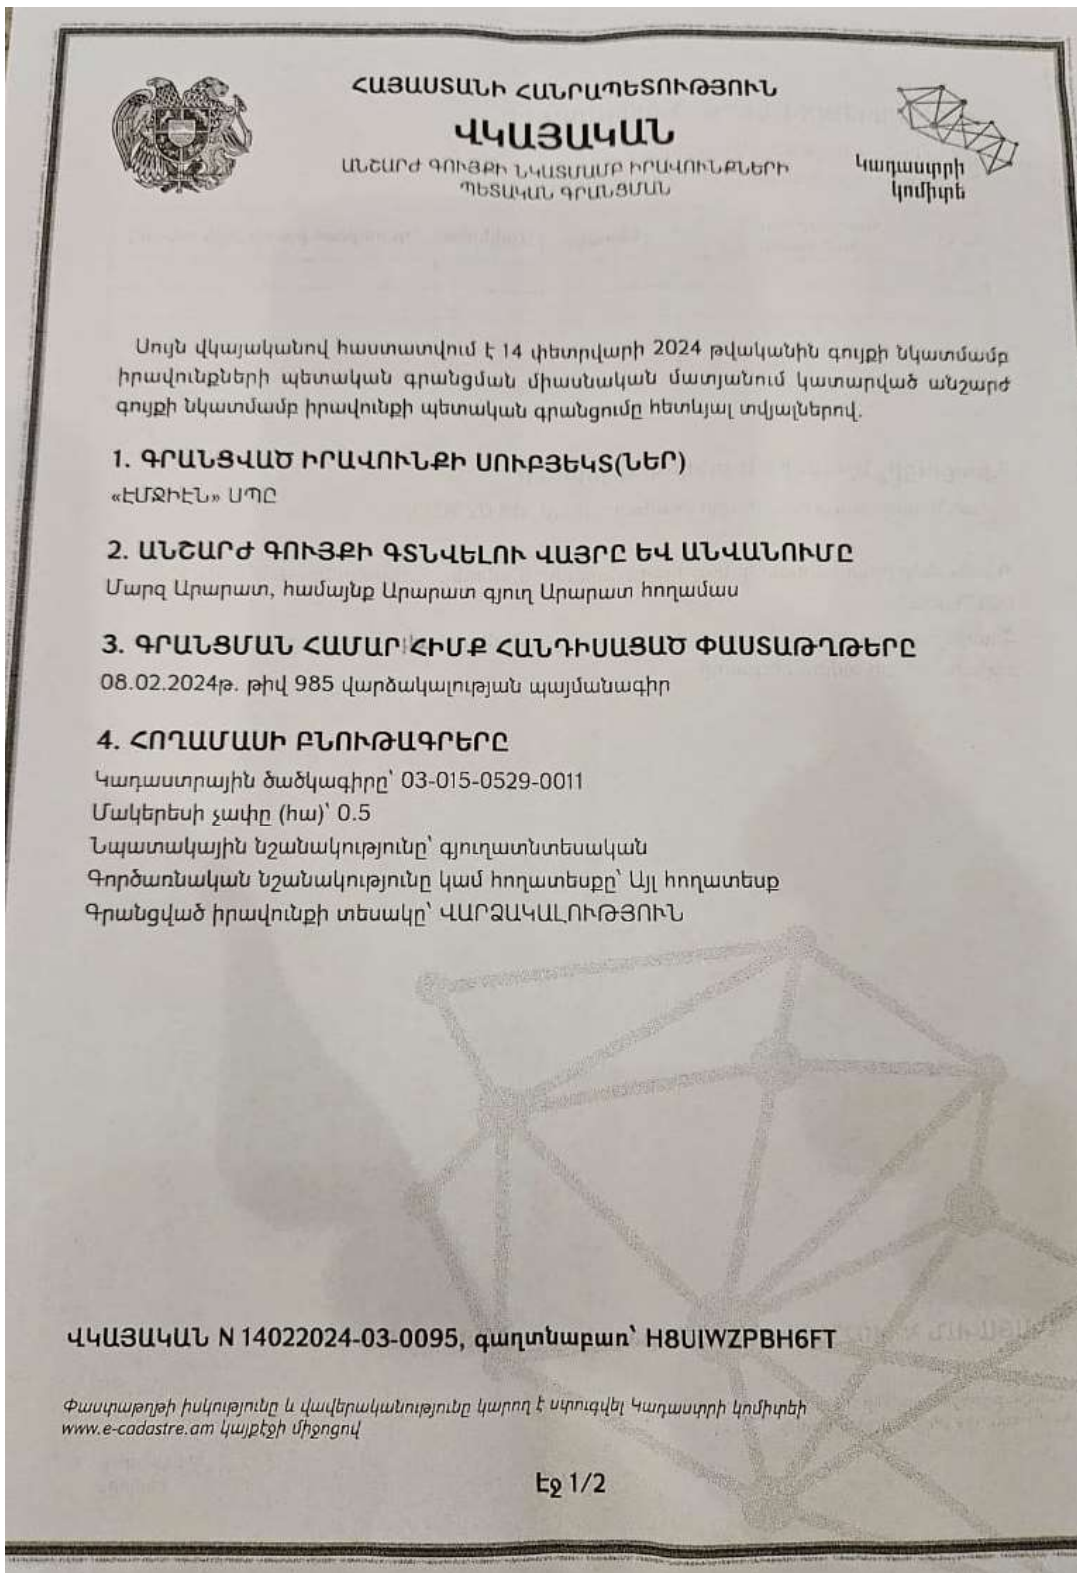 ՀԱՅԱՍՏԱՆԻ ՀԱՆՐԱՊԵՏՈՒԹՅՈՒՆ
ՎԿԱՅԱԿԱՆ
ԱՆՇԱՐԺ ԳՈՒՅՔԻ ՆԿԱՏՄԱՄԲ ԻՐԱՎՈՒՆՔՆԵՐԻ
ՊԵՏԱԿԱՆ ԳՐԱՆՑՄԱՆ
Կադաստրի
կոմիտե
Սույն վկայականով հաստատվում է 14 փետրվարի 2024 թվականին գույքի նկատմամբ
իրավունքների պետական գրանցման միասնական մատյանում կատարված անշարժ
գույքի նկատմամբ իրավունքի պետական գրանցումը հետևյալ տվյալներով.
1. ԳՐԱՆՑՎԱԾ ԻՐԱՎՈՒՆՔԻ ՍՈՒԲՅԵԿՏ(ՆԵՐ)
«ԷՄՋԻԷՆ» ՍՊԸ
2. ԱՆՇԱՐԺ ԳՈՒՅՔԻ ԳՏՆՎԵԼՈՒ ՎԱՅՐԸ ԵՎ ԱՆՎԱՆՈՒՄԸ
Մարզ Արարատ, համայնք Արարատ գյուղ Արարատ հողամաս
3. ԳՐԱՆՑՄԱՆ ՀԱՄԱՐ ՀԻՄՔ ՀԱՆԴԻՍԱՑԱԾ ՓԱՍՏԱԹՂԹԵՐԸ
08.02.2024թ. թիվ 985 վարձակալության պայմանագիր
4. ՀՈՂԱՄԱՍԻ ԲՆՈՒԹԱԳՐԵՐԸ
Կադաստրային ծածկագիրը՝ 03-015-0529-0011
Մակերեսի չափը (հա)՝ 0.5
Նպատակային նշանակությունը՝ գյուղատնտեսական
Գործառնական նշանակությունը կամ հողատեսքը՝ Այլ հողատեսք
Գրանցված իրավունքի տեսակը՝ ՎԱՐՁԱԿԱԼՈՒԹՅՈՒՆ
ՎԿԱՅԱԿԱՆ N 14022024-03-0095, գաղտնաբառ՝ H8UIWZPBH6FT
Փաստաթղթի իսկությունը և վավերականությունը կարող է ստուգվել Կադաստրի կոմիտեի
www.e-cadastre.am կայքէջի միջոցով
Էջ 1/2